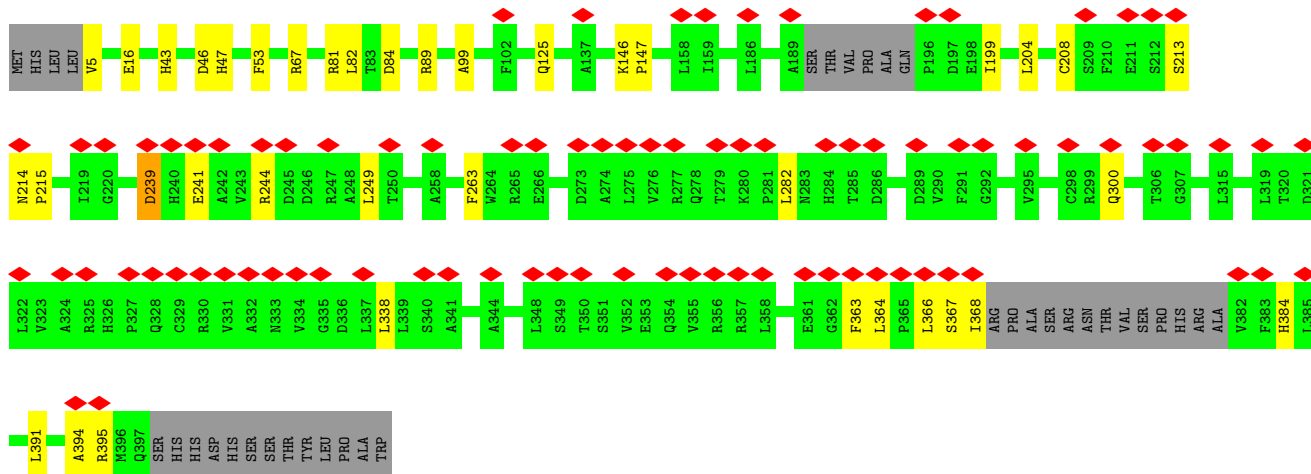 MET HIS LEU LEU V5 E16 H43 D46 H47 F53 R67 R81 L82 T83 D84 R89 A99 F102 Q125 A137 K146 P147 L158 I159 L186 A189 SER THR VAL PRO ALA GLN P196 D197 E198 I199 L204 C208 S209 F210 E211 S212 S213
N214 P215 I219 G220 D239 H240 E241 A242 V243 R244 D245 D246 R247 A248 L249 T250 A258 F263 W264 R265 E266 D273 A274 L275 V276 R277 Q278 T279 K280 P281 L282 N283 H284 T285 D286 D289 V290 F291 G292 V295 C298 R299 Q300 T306 G307 L315 L319 T320 D321
L322 V323 A324 R325 H326 P327 Q328 C329 R330 V331 A332 N333 V334 G335 D336 L337 L338 L339 S340 A341 A344 L348 S349 T350 S351 V352 E353 Q354 V355 R356 R357 L358 E361 G362 F363 L364 P365 L366 S367 I368 ARG PRO ALA SER ARG ASN THR VAL SER PRO HIS ARG ALA V382 F383 H384 L385
L391 A394 R395 M396 Q397 SER HIS HIS ASP HIS SER SER THR TYR LEU PRO ALA TRP